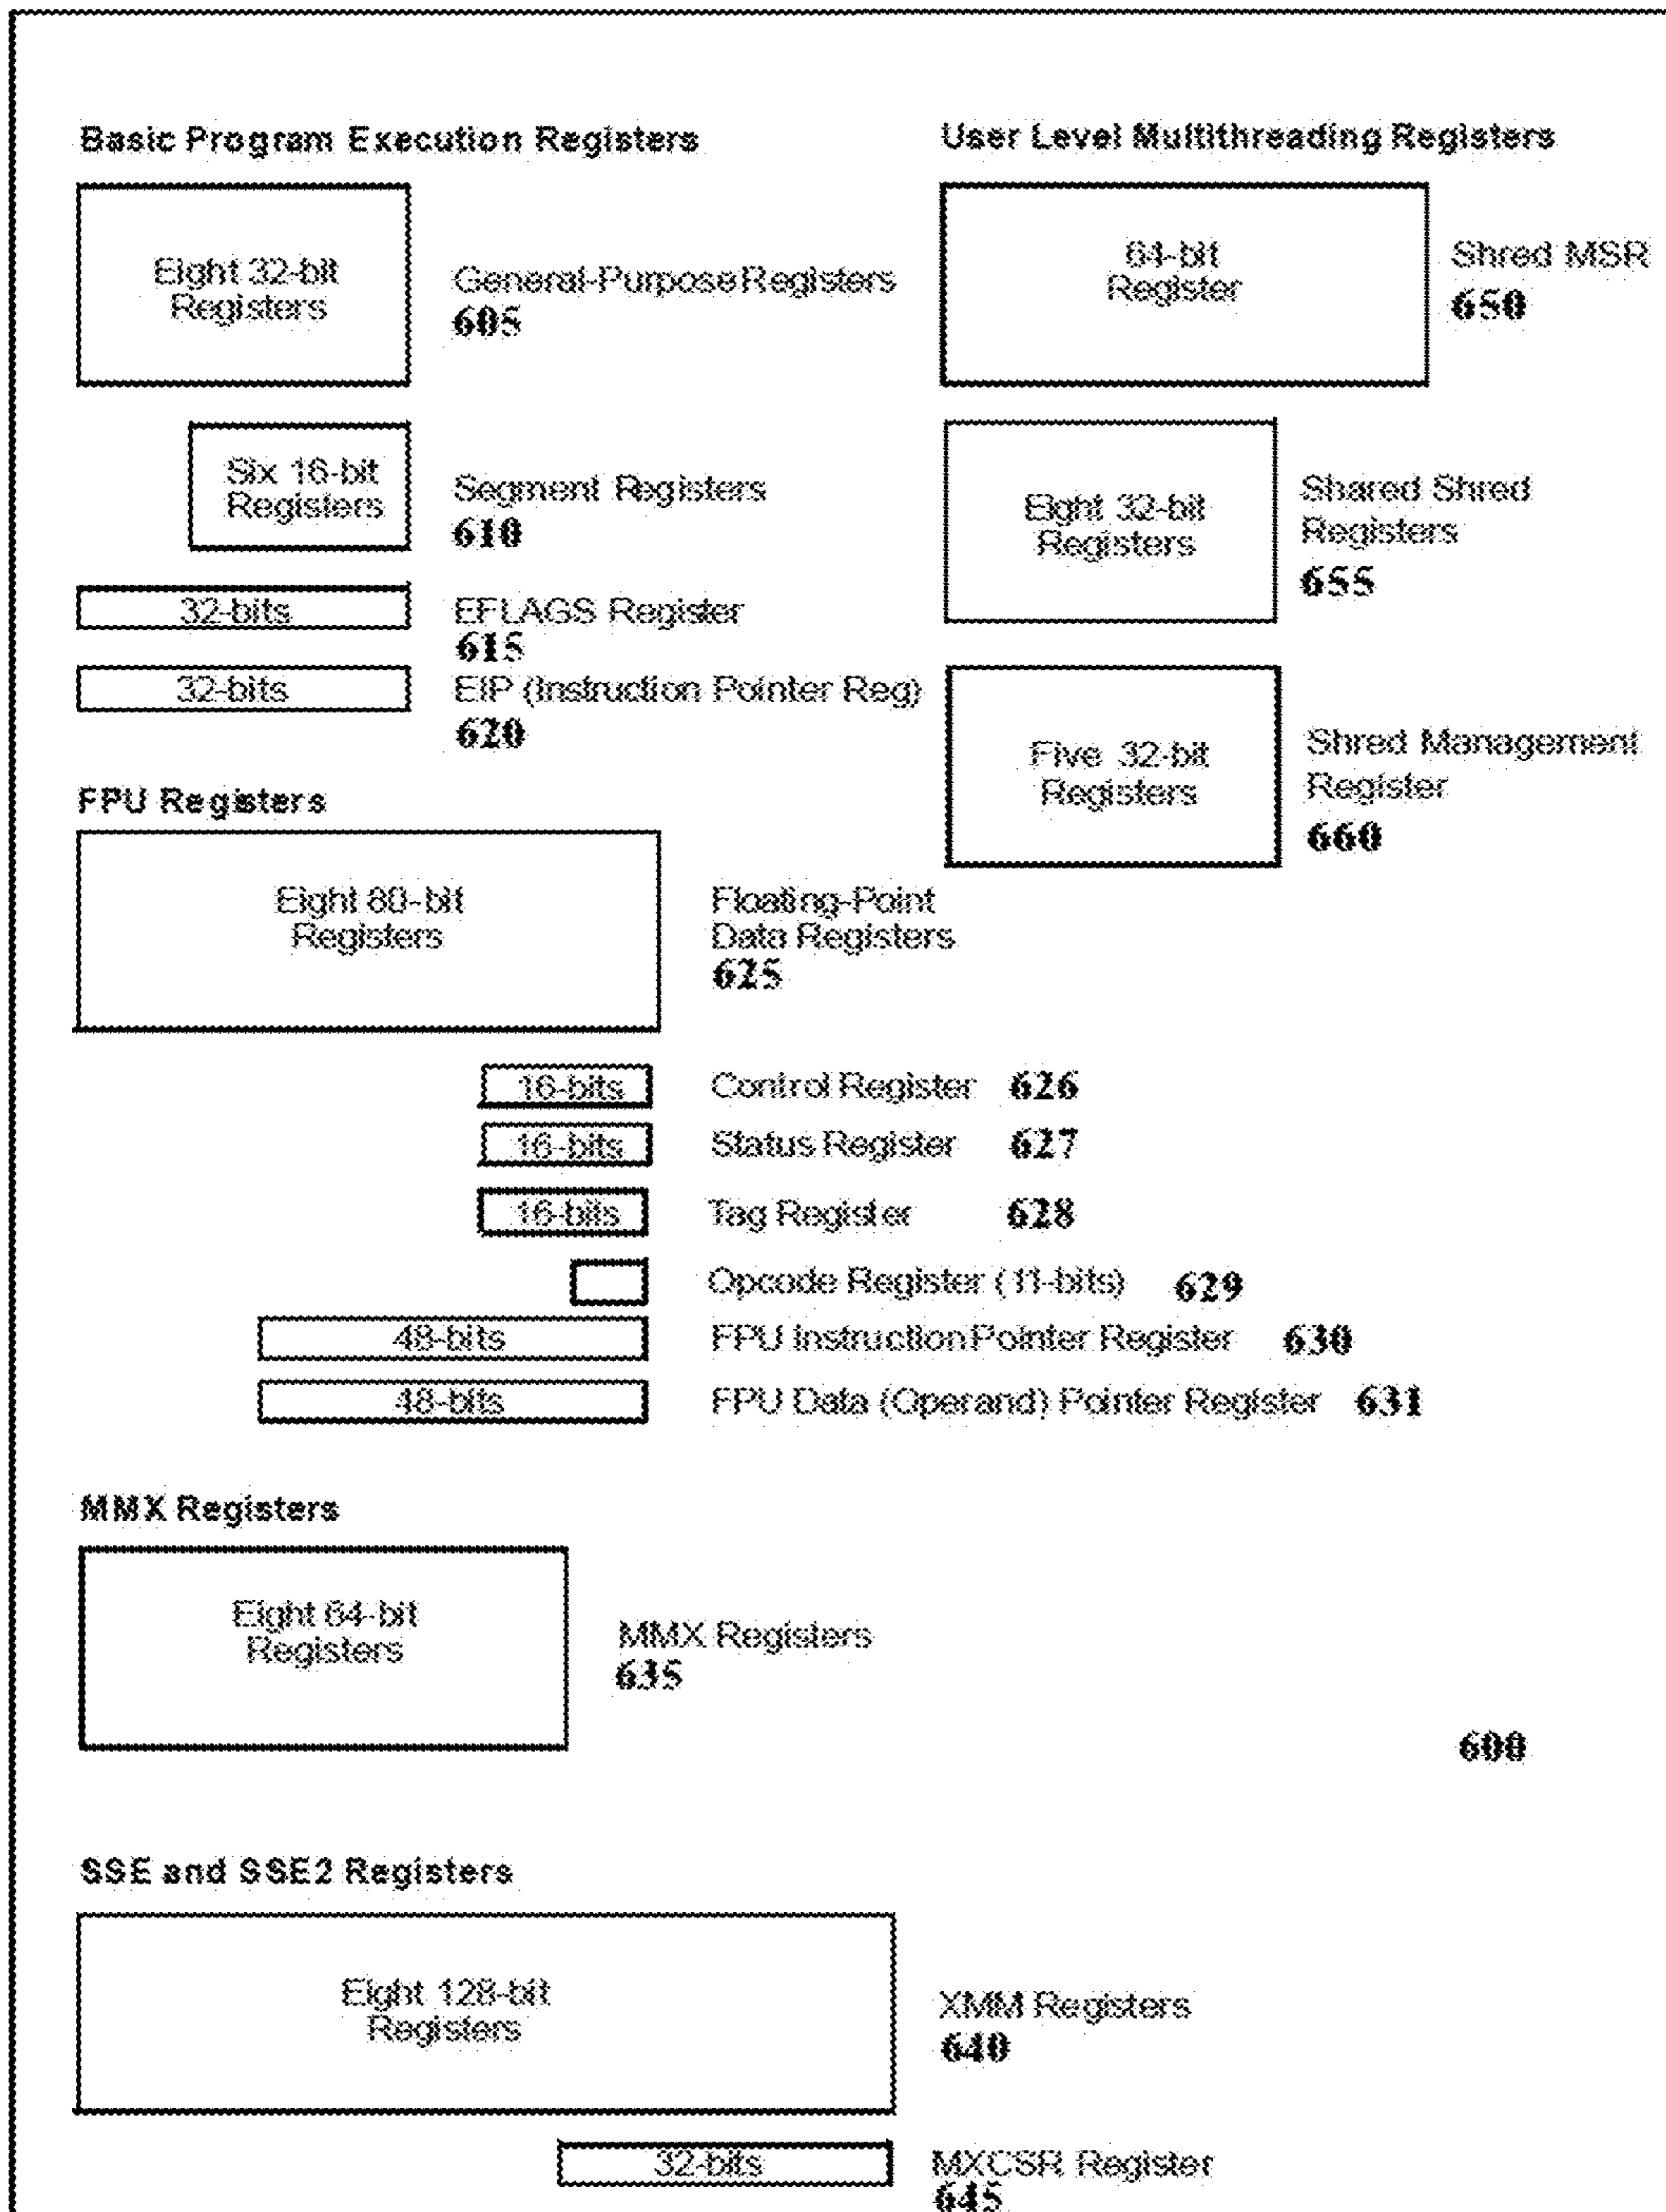 Basic Program Execution Registers
Eight 32-bit
Registers
General-Purpose Registers
605
Six 16-bit
Registers
Segment Registers
610
32-bits
EFLAGS Register
615
32-bits
EIP (Instruction Pointer Reg)
620
User Level Multithreading Registers
64-bit
Register
Shred MSR
650
Eight 32-bit
Registers
Shared Shred
Registers
655
Five 32-bit
Registers
Shred Management
Register
660
FPU Registers
Eight 80-bit
Registers
Floating-Point
Data Registers
625
16-bits
Control Register 626
16-bits
Status Register 627
16-bits
Tag Register 628
Opcode Register (11-bits) 629
48-bits
FPU Instruction Pointer Register 630
48-bits
FPU Data (Operand) Pointer Register 631
MMX Registers
Eight 64-bit
Registers
MMX Registers
635
600
SSE and SSE2 Registers
Eight 128-bit
Registers
XMM Registers
640
32-bits
MXCSR Register
645